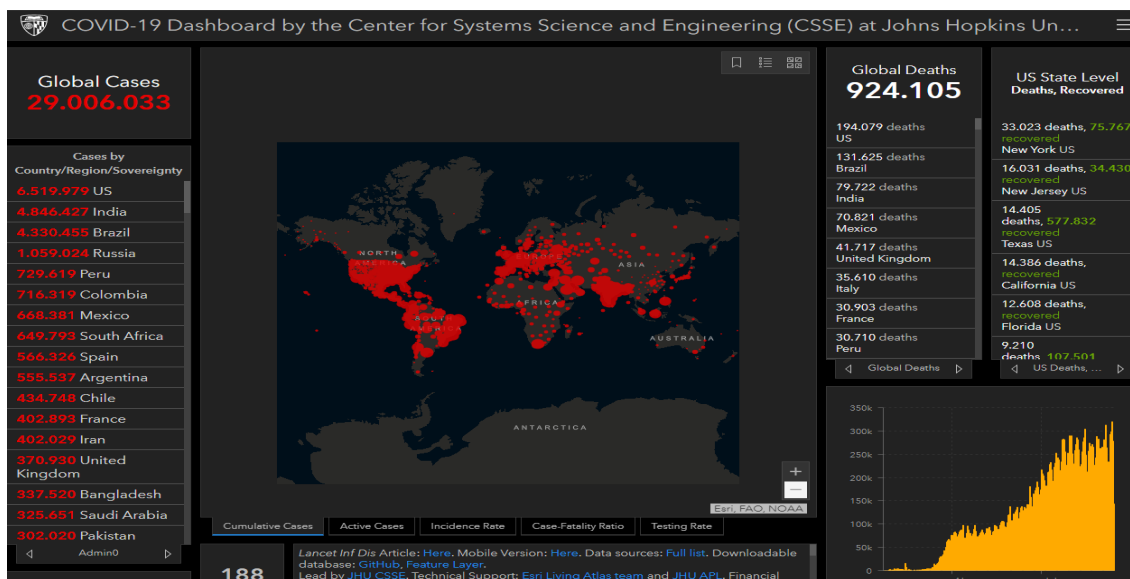 COVID-19 Dashboard by the Center for Systems Science and Engineering (CSSE) at Johns Hopkins Un...
Global Cases
29.006.033
Cases by
Country/Region/Sovereignty
6.519.979 US
4.846.427 India
4.330.455 Brazil
1.059.024 Russia
729.619 Peru
716.319 Colombia
668.381 Mexico
649.793 South Africa
566.326 Spain
555.537 Argentina
434.748 Chile
402.893 France
402.029 Iran
370.930 United
Kingdom
337.520 Bangladesh
325.651 Saudi Arabia
302.020 Pakistan
Admin0
NORTH
AMERICA
SOUTH
AMERICA
EUROPE
ASIA
AFRICA
AUSTRALIA
ANTARCTICA
Esri, FAO, NOAA
Cumulative Cases
Active Cases
Incidence Rate
Case-Fatality Ratio
Testing Rate
188
Lancet Inf Dis Article: Here. Mobile Version: Here. Data sources: Full list. Downloadable
database: GitHub, Feature Layer.
Lead by JHU CSSE. Technical Support: Esri Living Atlas team and JHU APL. Financial
Global Deaths
924.105
194.079 deaths
US
131.625 deaths
Brazil
79.722 deaths
India
70.821 deaths
Mexico
41.717 deaths
United Kingdom
35.610 deaths
Italy
30.903 deaths
France
30.710 deaths
Peru
Global Deaths
US State Level
Deaths, Recovered
33.023 deaths, 75.767
recovered
New York US
16.031 deaths, 34.430
recovered
New Jersey US
14.405
deaths, 577.832
recovered
Texas US
14.386 deaths,
recovered
California US
12.608 deaths,
recovered
Florida US
9.210
deaths, 107.501
US Deaths, ...
350k
300k
250k
200k
150k
100k
50k
0